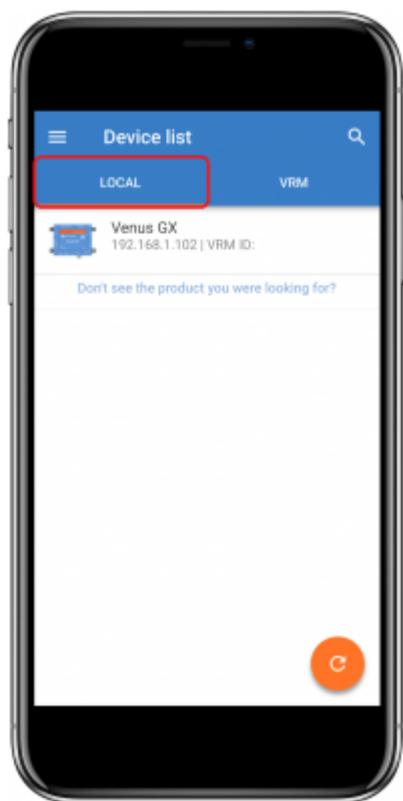 Device list
LOCAL
VRM
Venus GX
192.168.1.102 | VRM ID:
Don't see the product you were looking for?